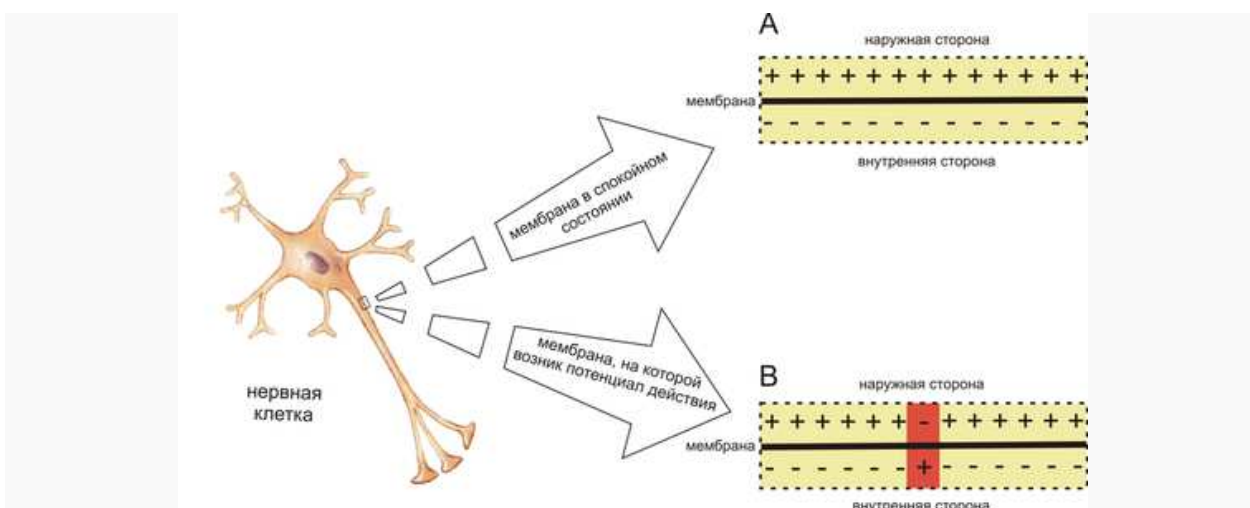 A
наружная сторона
+ + + + + + + + + + + + +
мембрана
- - - - - - - - - - - - -
внутренняя сторона
мембрана в спокойном
состоянии
мембрана, на которой
возник потенциал действия
нервная
клетка
B
наружная сторона
+ + + + + + - + + + + + +
мембрана
- - - - - - + - - - - - -
внутренняя сторона